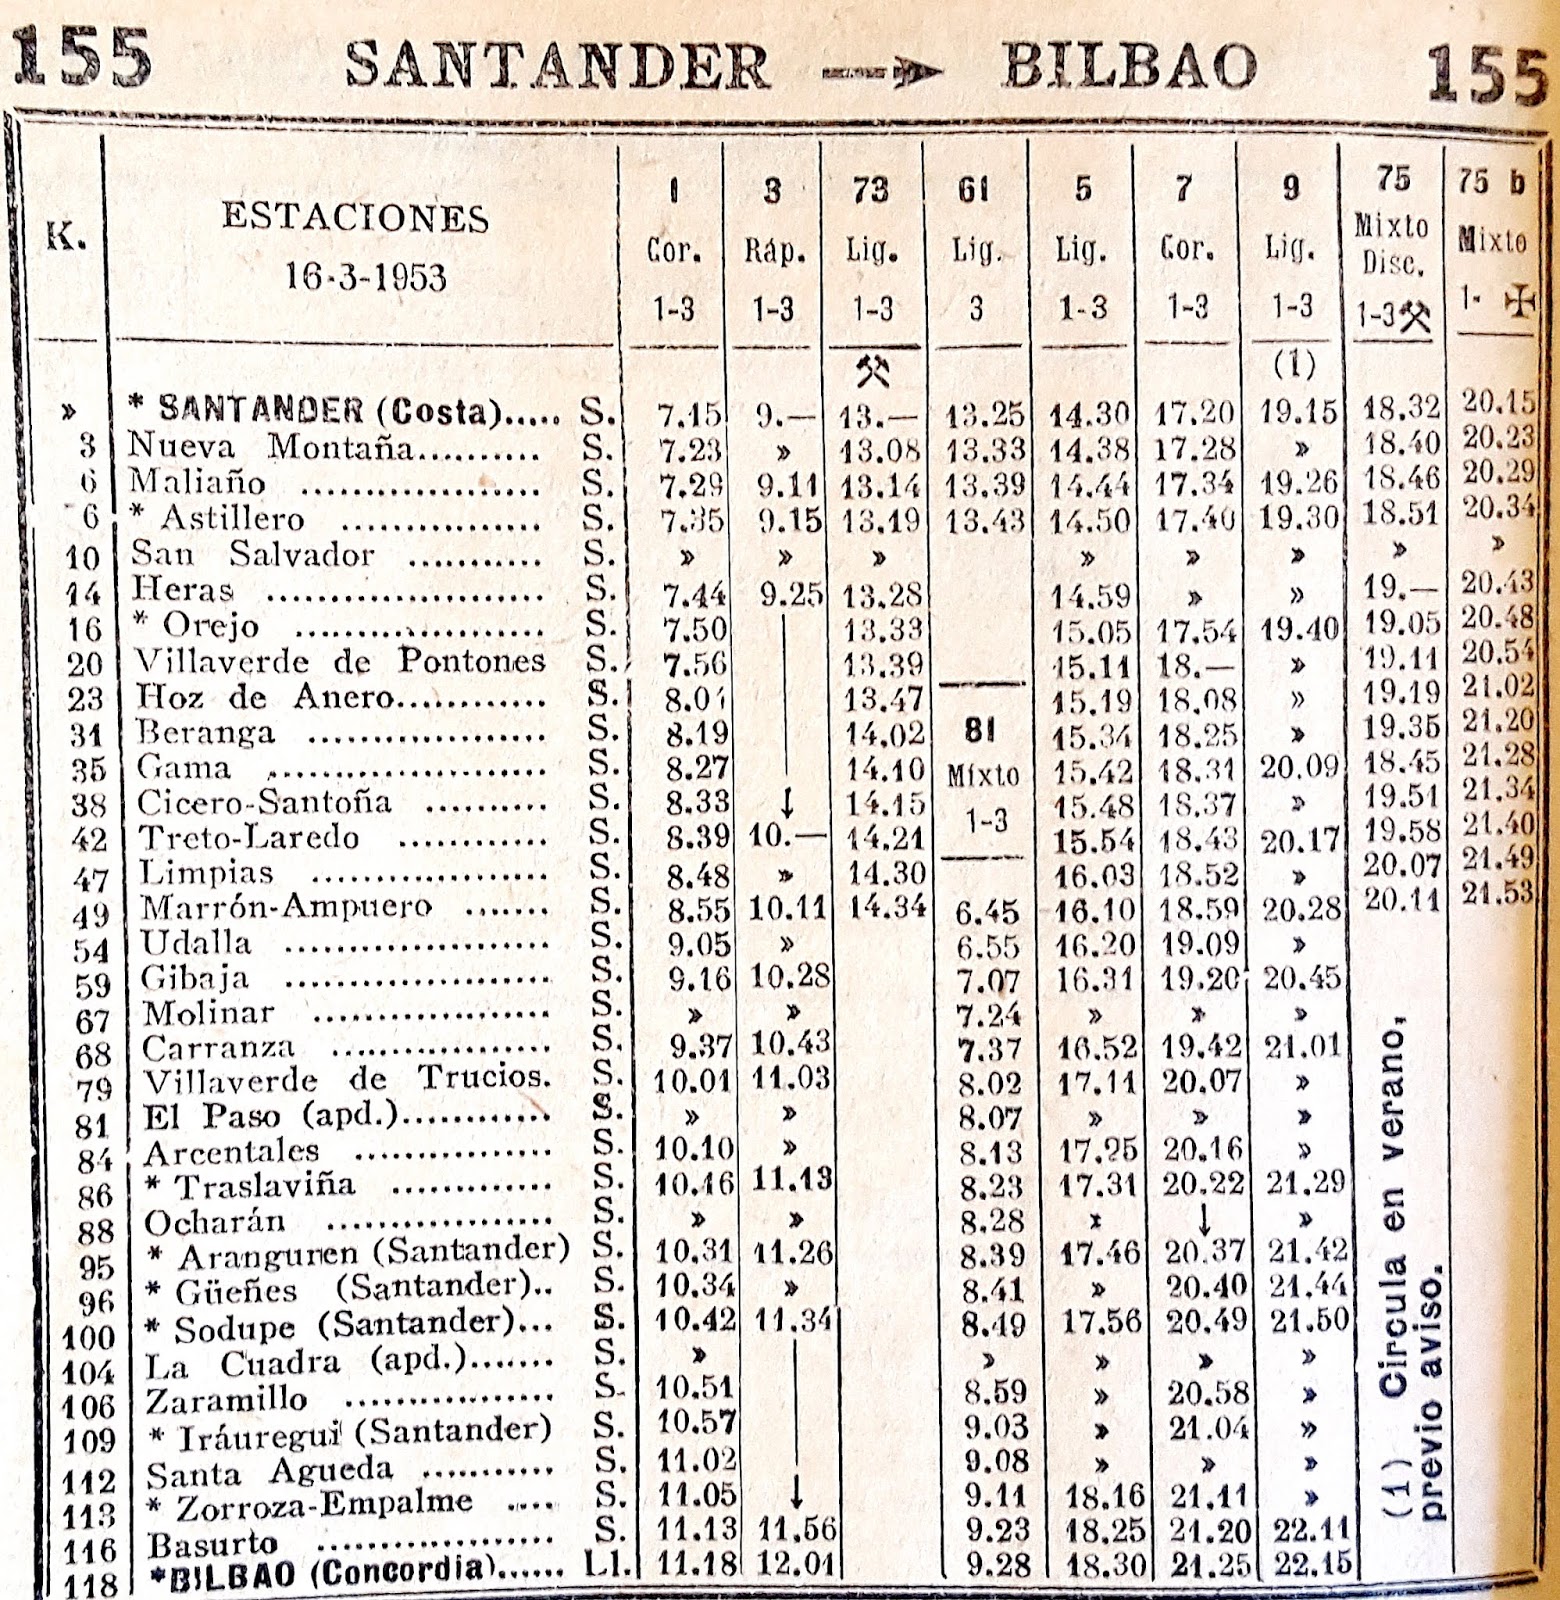 155 SANTANDER → BILBAO 155
K. ESTACIONES 16-3-1953
1 3 73 61 5 7 9 75 75 b
Cor. Ráp. Lig. Lig. Lig. Cor. Lig. Mixto Disc. Mixto
1-3 1-3 1-3 3 1-3 1-3 1-3 1-3⚒ 1- ✠
⚒ (1)
» * SANTANDER (Costa)..... S. 7.15 9.— 13.— 13.25 14.30 17.20 19.15 18.32 20.15
3 Nueva Montaña.......... S. 7.23 » 13.08 13.33 14.38 17.28 » 18.40 20.23
6 Maliaño .................. S. 7.29 9.11 13.14 13.39 14.44 17.34 19.26 18.46 20.29
6 * Astillero ............... S. 7.35 9.15 13.19 13.43 14.50 17.40 19.30 18.51 20.34
10 San Salvador ........... S. » » » » » » » »
14 Heras ..................... S. 7.44 9.25 13.28 14.59 » » 19.— 20.43
16 * Orejo ................... S. 7.50 13.33 15.05 17.54 19.40 19.05 20.48
20 Villaverde de Pontones S. 7.56 13.39 15.11 18.— » 19.11 20.54
23 Hoz de Anero............ S. 8.01 13.47 15.19 18.08 » 19.19 21.02
31 Beranga .................. S. 8.19 14.02 81 15.34 18.25 » 19.35 21.20
35 Gama ..................... S. 8.27 14.10 Mixto 15.42 18.31 20.09 18.45 21.28
38 Cicero-Santoña .......... S. 8.33 ↓ 14.15 1-3 15.48 18.37 » 19.51 21.34
42 Treto-Laredo ............ S. 8.39 10.— 14.21 15.54 18.43 20.17 19.58 21.40
47 Limpias .................. S. 8.48 » 14.30 16.03 18.52 » 20.07 21.49
49 Marrón-Ampuero ....... S. 8.55 10.11 14.34 6.45 16.10 18.59 20.28 20.11 21.53
54 Udalla .................... S. 9.05 » 6.55 16.20 19.09 »
59 Gibaja .................... S. 9.16 10.28 7.07 16.31 19.20 20.45
67 Molinar .................. S. » » 7.24 » » »
68 Carranza ................. S. 9.37 10.43 7.37 16.52 19.42 21.01
79 Villaverde de Trucios. S. 10.01 11.03 8.02 17.11 20.07 »
81 El Paso (apd.)............ S. » » 8.07 » » »
84 Arcentales ............... S. 10.10 » 8.13 17.25 20.16 »
86 * Traslaviña ............ S. 10.16 11.13 8.23 17.31 20.22 21.29
88 Ocharán ................. S. » » 8.28 » ↓ »
95 * Aranguren (Santander) S. 10.31 11.26 8.39 17.46 20.37 21.42
96 * Güeñes (Santander).. S. 10.34 » 8.41 » 20.40 21.44
100 * Sodupe (Santander)... S. 10.42 11.34 8.49 17.56 20.49 21.50
104 La Cuadra (apd.)....... S. » » » » »
106 Zaramillo ................ S. 10.51 8.59 » 20.58 »
109 * Iráuregui (Santander) S. 10.57 9.03 » 21.04 »
112 Santa Agueda ........... S. 11.02 9.08 » » »
113 * Zorroza-Empalme .... S. 11.05 ↓ 9.11 18.16 21.11 »
116 Basurto .................. S. 11.13 11.56 9.23 18.25 21.20 22.11
118 *BILBAO (Concordia)...... Ll. 11.18 12.01 9.28 18.30 21.25 22.15
(1) Circula en verano,
previo aviso.